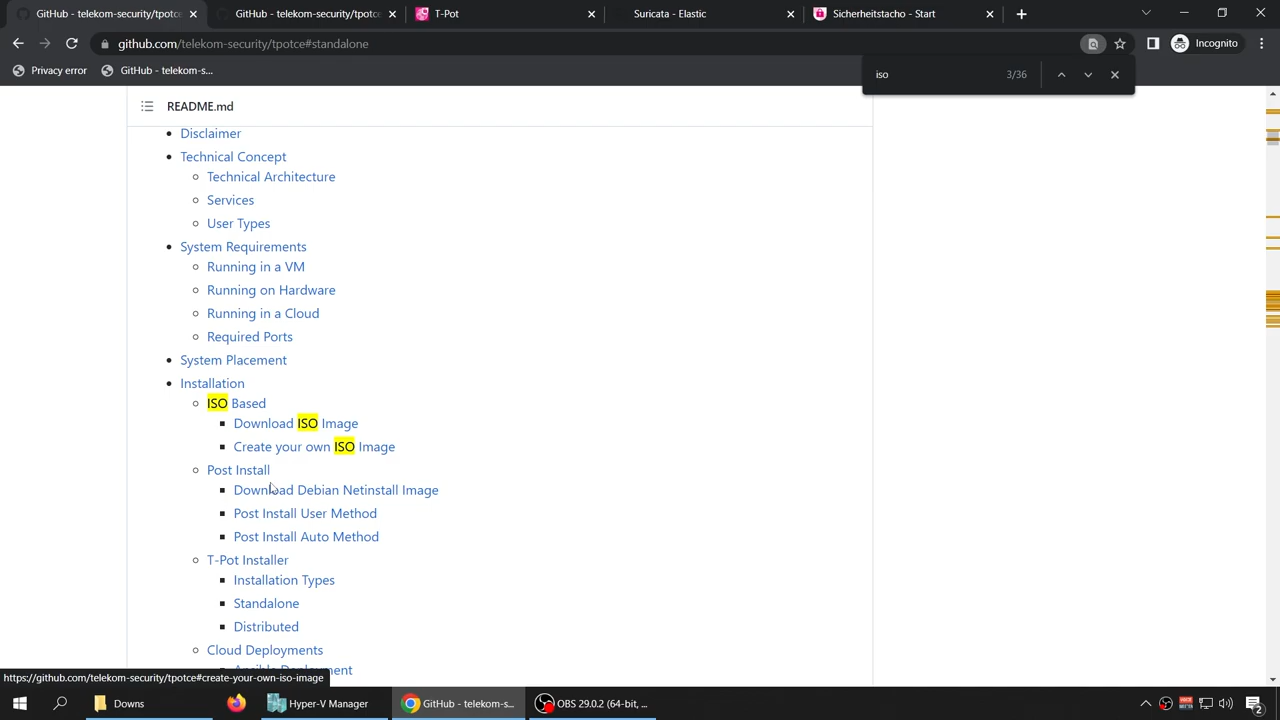 GitHub - telekom-security/tpotce:
GitHub - telekom-security/tpotce:
T-Pot
Suricata - Elastic
Sicherheitstacho - Start
github.com/telekom-security/tpotce#standalone
Incognito
Privacy error
GitHub - telekom-s...
iso
3/36
README.md
Disclaimer
Technical Concept
Technical Architecture
Services
User Types
System Requirements
Running in a VM
Running on Hardware
Running in a Cloud
Required Ports
System Placement
Installation
ISO Based
Download ISO Image
Create your own ISO Image
Post Install
Download Debian Netinstall Image
Post Install User Method
Post Install Auto Method
T-Pot Installer
Installation Types
Standalone
Distributed
Cloud Deployments
Ansible Deployment
https://github.com/telekom-security/tpotce#create-your-own-iso-image
Downs
Hyper-V Manager
GitHub - telekom-s...
OBS 29.0.2 (64-bit, ...
2